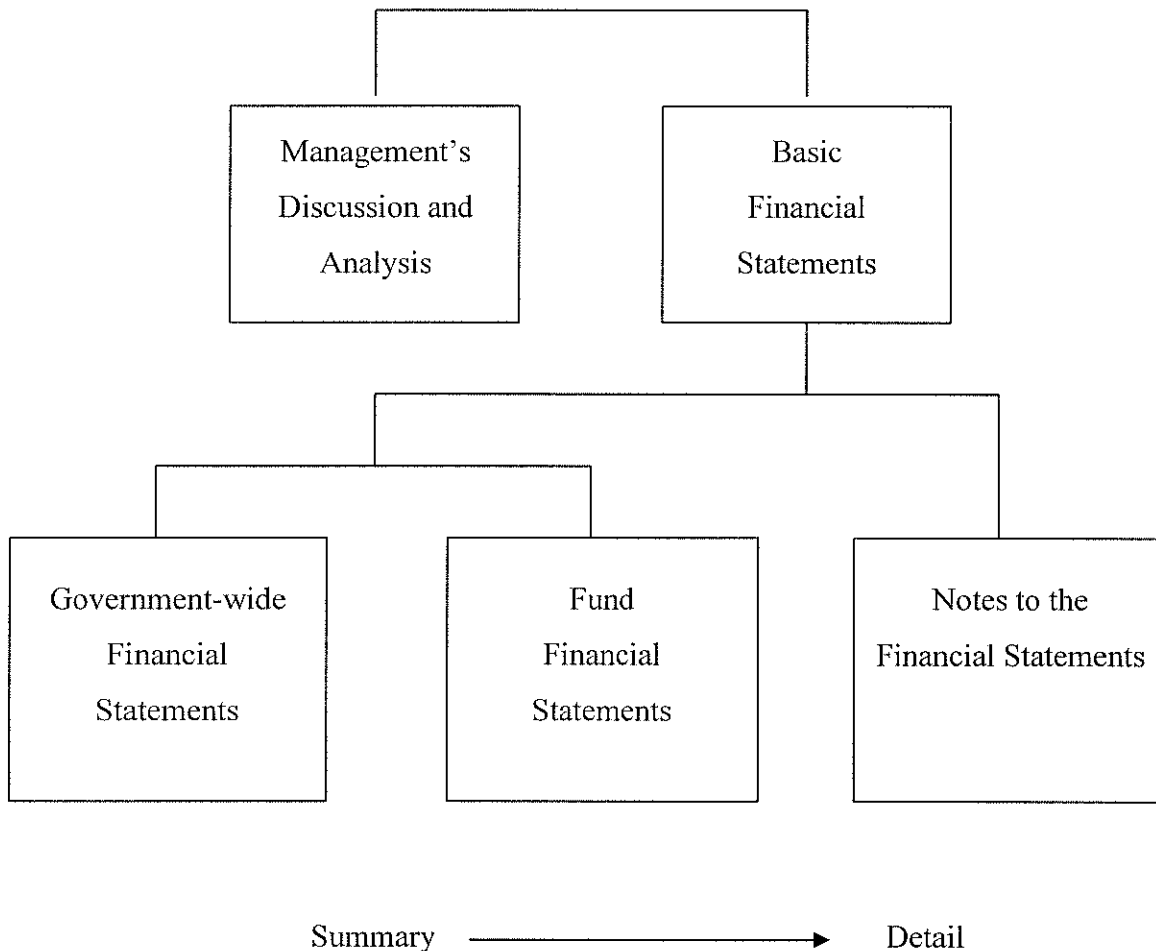 Management’s
Discussion and
Analysis
Basic
Financial
Statements
Government-wide
Financial
Statements
Fund
Financial
Statements
Notes to the
Financial Statements
Summary
Detail